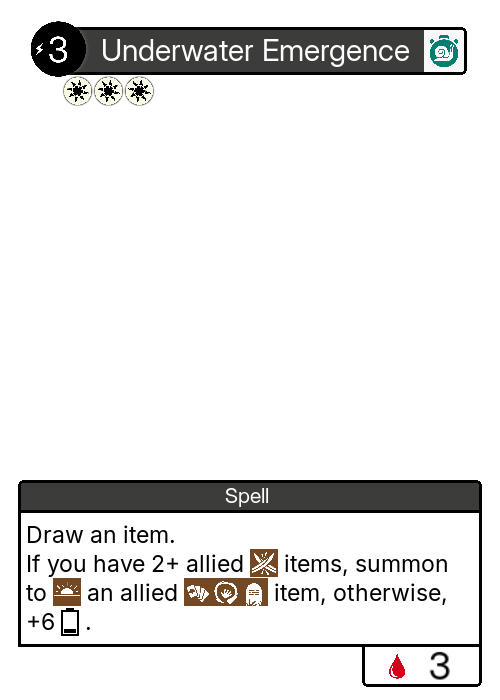 3 Underwater Emergence
Spell
Draw an item.
If you have 2+ allied items, summon
to an allied item, otherwise,
+6 .
3